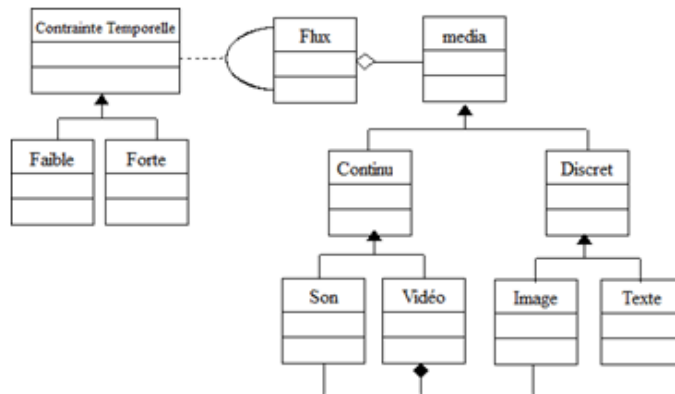 Contrainte Temporelle
Flux
media
Faible
Forte
Continu
Discret
Son
Vidéo
Image
Texte